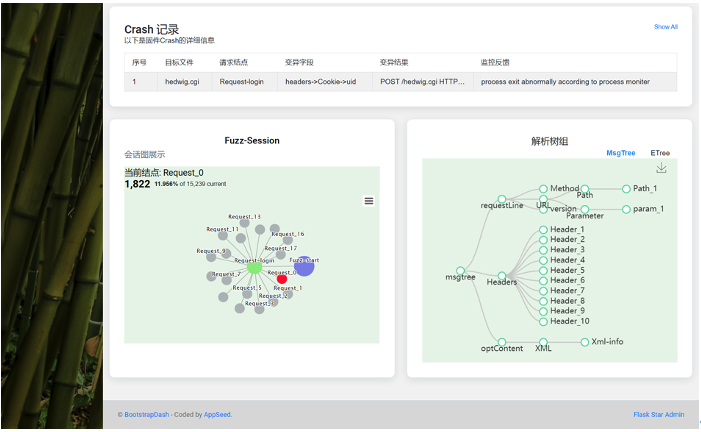 Crash 记录
Show All
以下是固件Crash的详细信息
序号 目标文件 请求结点 变异字段 变异结果 监控反馈
1 hedwig.cgi Request-login headers->Cookie->uid POST /hedwig.cgi HTTP... process exit abnormally according to process moniter
Fuzz-Session
会话图展示
当前结点: Request_0
1,822 11.956% of 15,239 current
Request_13
Request_11
Request_16
Request_9
Request_17
Request-login
Fuzz-start
Request_7
Request_0
Request_5
Request_1
Request_2
解析树组
MsgTree ETree
Method
Path
Path_1
requestLine
URL
version
Parameter
param_1
Header_1
Header_2
Header_3
Header_4
Header_5
msgtree
Headers
Header_6
Header_7
Header_8
Header_9
Header_10
optContent
XML
Xml-info
© BootstrapDash - Coded by AppSeed.
Flask Star Admin